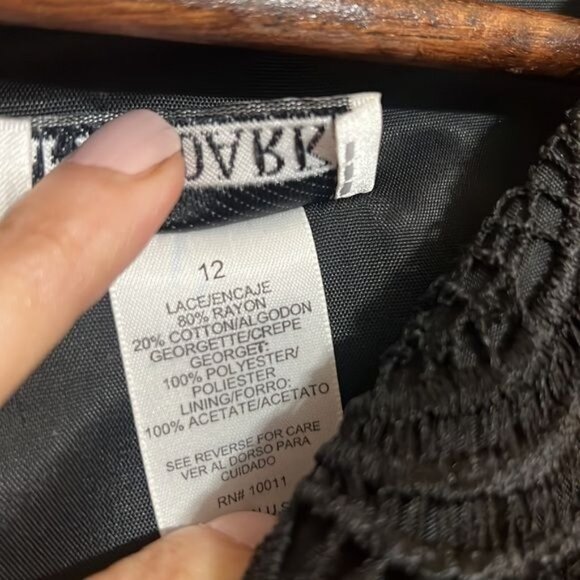 12
LACE/ENCAJE
80% RAYON
20% COTTON/ALGODON
GEORGETTE/CREPE
GEORGET:
100% POLYESTER/
POLIESTER
LINING/FORRO:
100% ACETATE/ACETATO
SEE REVERSE FOR CARE
VER AL DORSO PARA
CUIDADO
RN# 10011